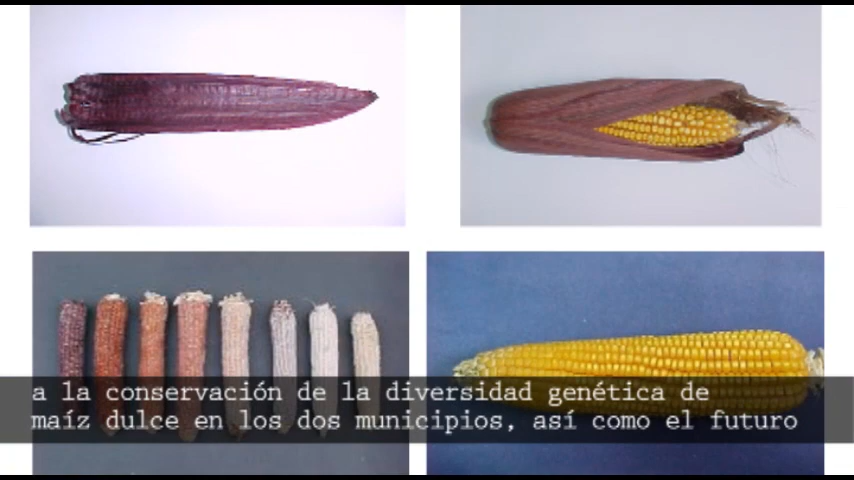 a la conservación de la diversidad genética de
maíz dulce en los dos municipios, así como el futuro